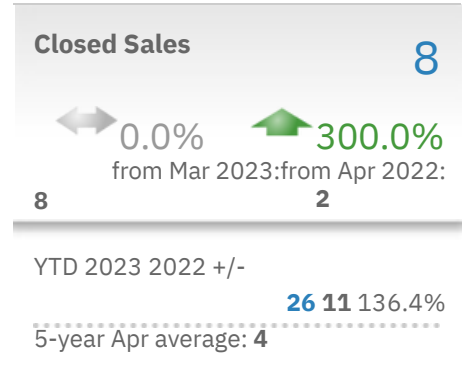 Closed Sales 8
0.0% 300.0%
from Mar 2023:from Apr 2022:
8 2
YTD 2023 2022 +/-
26 11 136.4%
5-year Apr average: 4